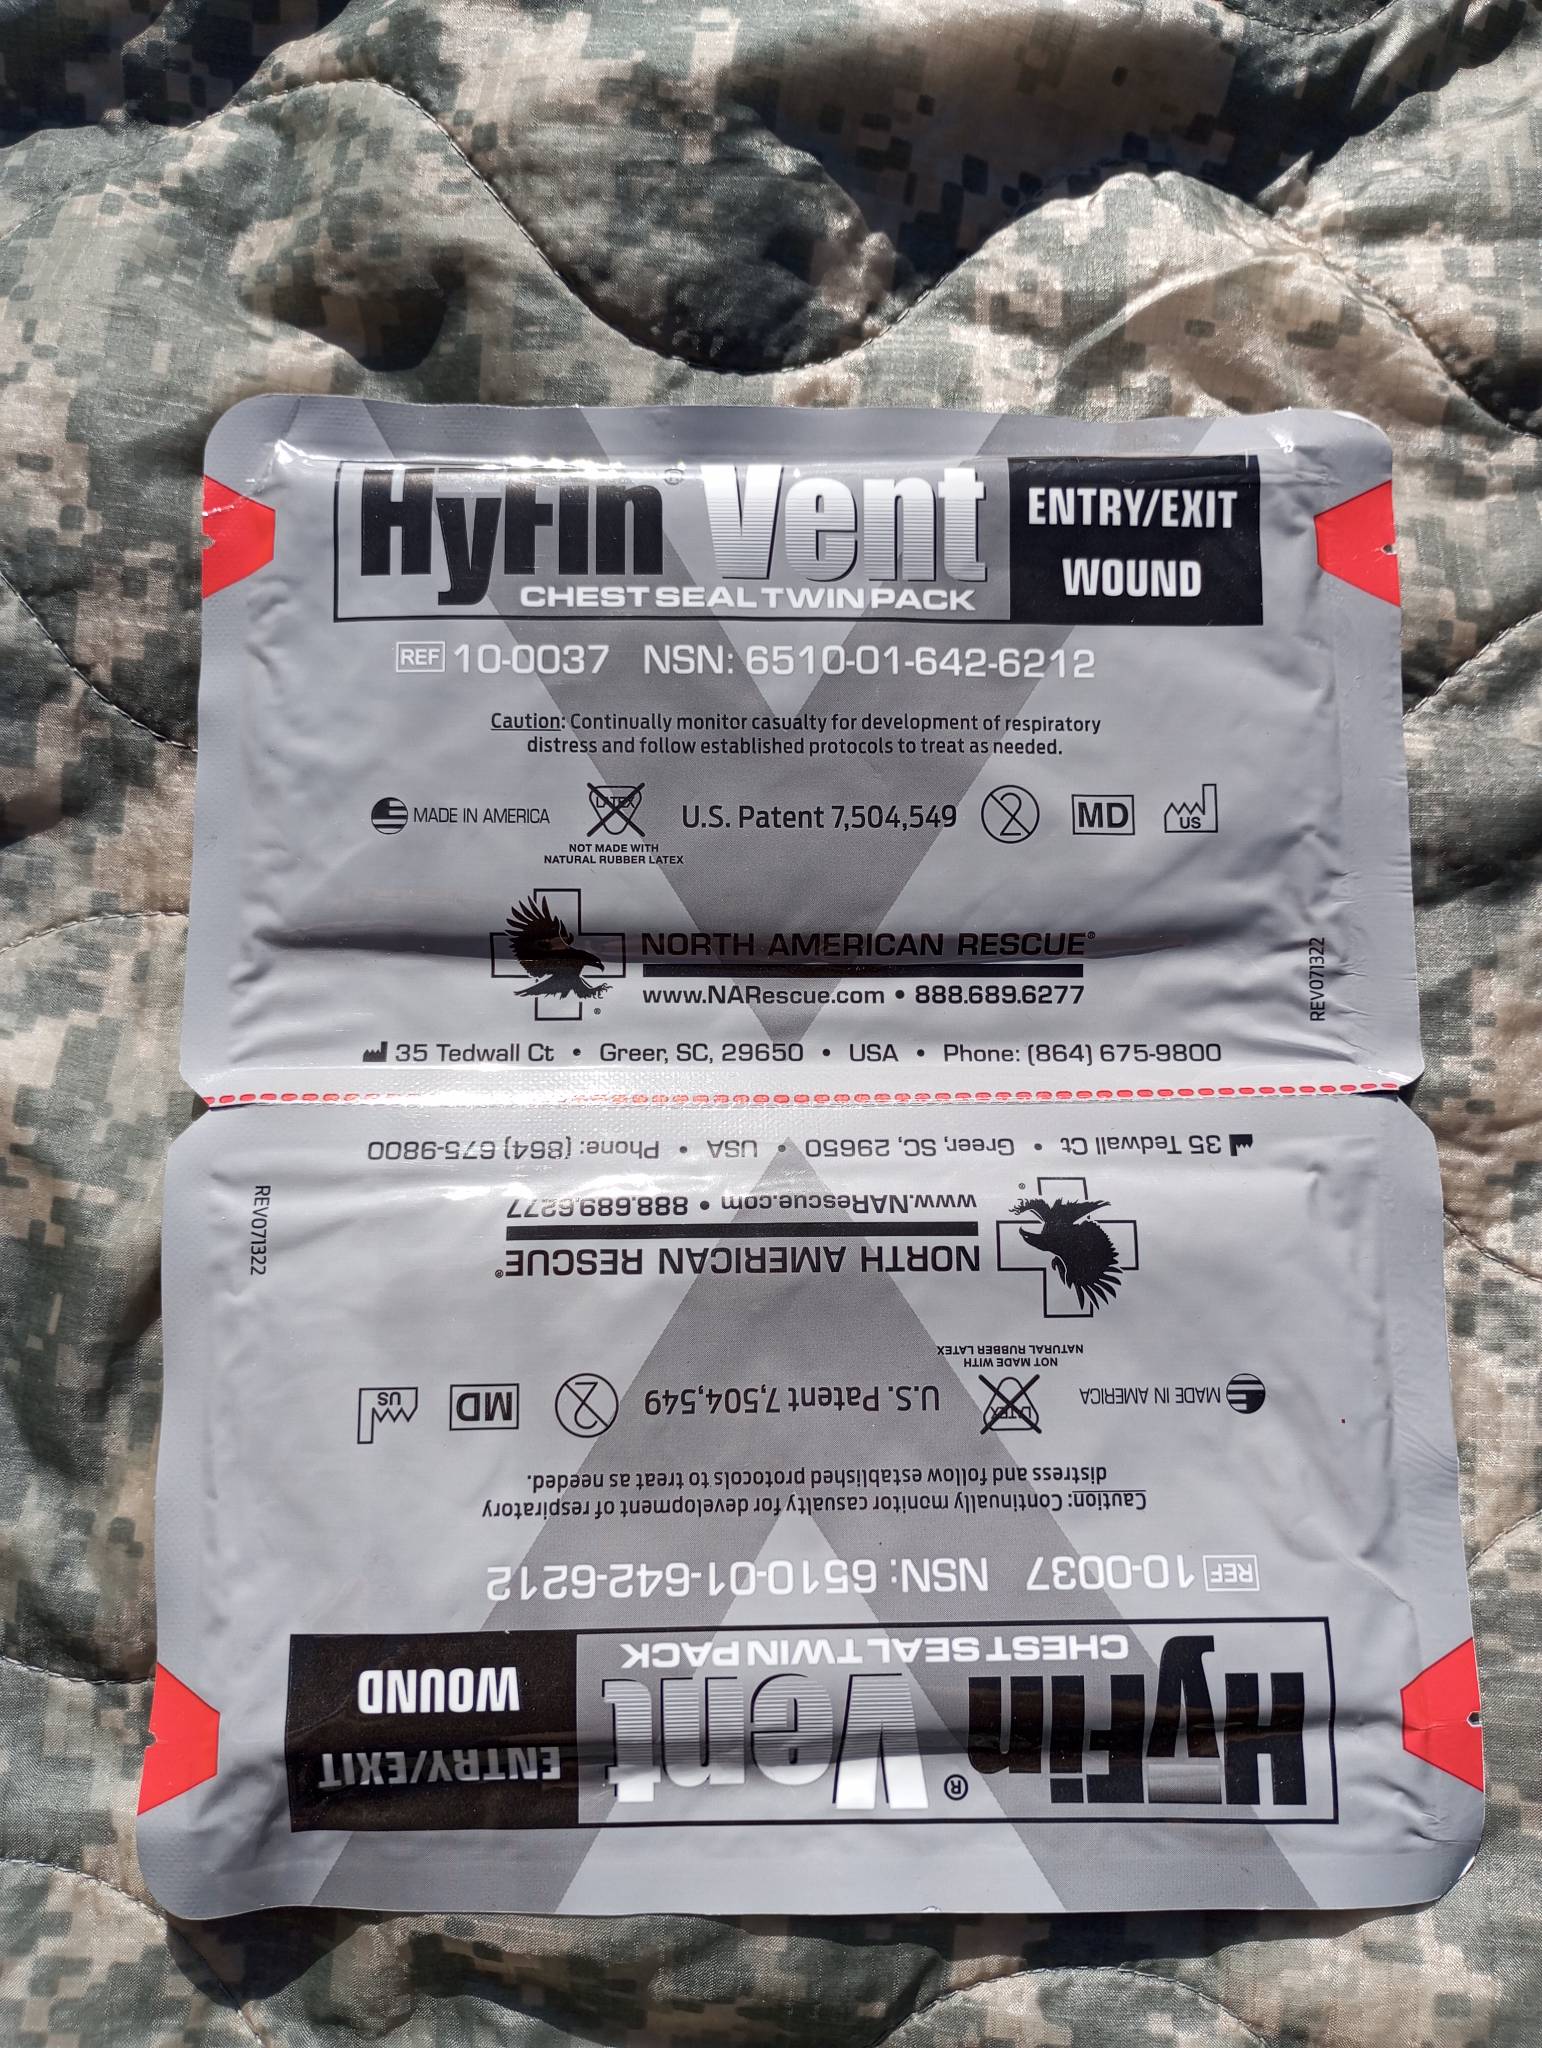 HyFin® Vent
CHEST SEAL TWIN PACK
ENTRY/EXIT
WOUND
REF 10-0037 NSN: 6510-01-642-6212
Caution: Continually monitor casualty for development of respiratory
distress and follow established protocols to treat as needed.
MADE IN AMERICA LATEX U.S. Patent 7,504,549 2 MD US
NOT MADE WITH
NATURAL RUBBER LATEX
NORTH AMERICAN RESCUE®
www.NARescue.com • 888.689.6277
®
REV071322
35 Tedwall Ct • Greer, SC, 29650 • USA • Phone: (864) 675-9800
HyFin® Vent
CHEST SEAL TWIN PACK
ENTRY/EXIT
WOUND
REF 10-0037 NSN: 6510-01-642-6212
Caution: Continually monitor casualty for development of respiratory
distress and follow established protocols to treat as needed.
MADE IN AMERICA LATEX U.S. Patent 7,504,549 2 MD US
NOT MADE WITH
NATURAL RUBBER LATEX
NORTH AMERICAN RESCUE®
www.NARescue.com • 888.689.6277
®
REV071322
35 Tedwall Ct • Greer, SC, 29650 • USA • Phone: (864) 675-9800